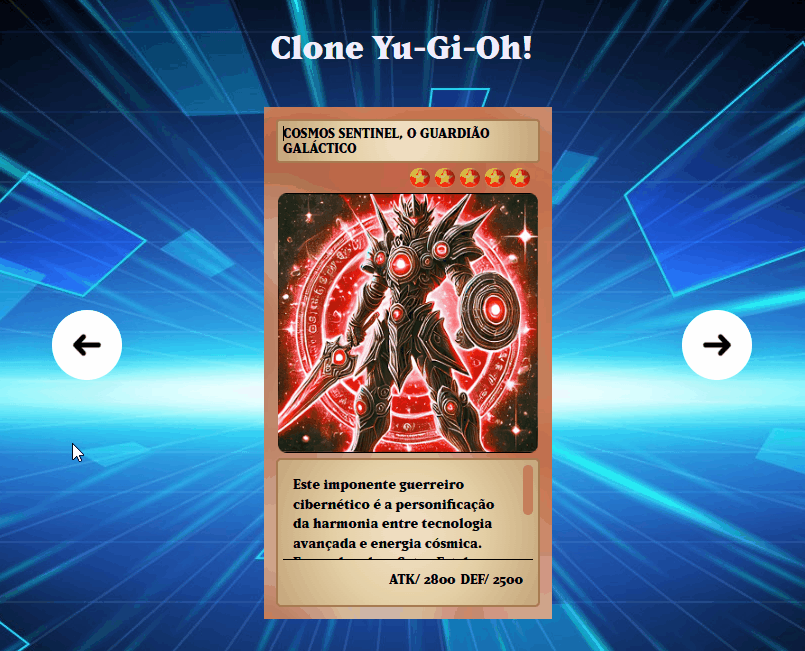 Clone Yu-Gi-Oh!
COSMOS SENTINEL, O GUARDIÃO
GALÁCTICO
Este imponente guerreiro
cibernético é a personificação
da harmonia entre tecnologia
avançada e energia cósmica.
ATK/ 2800 DEF/ 2500